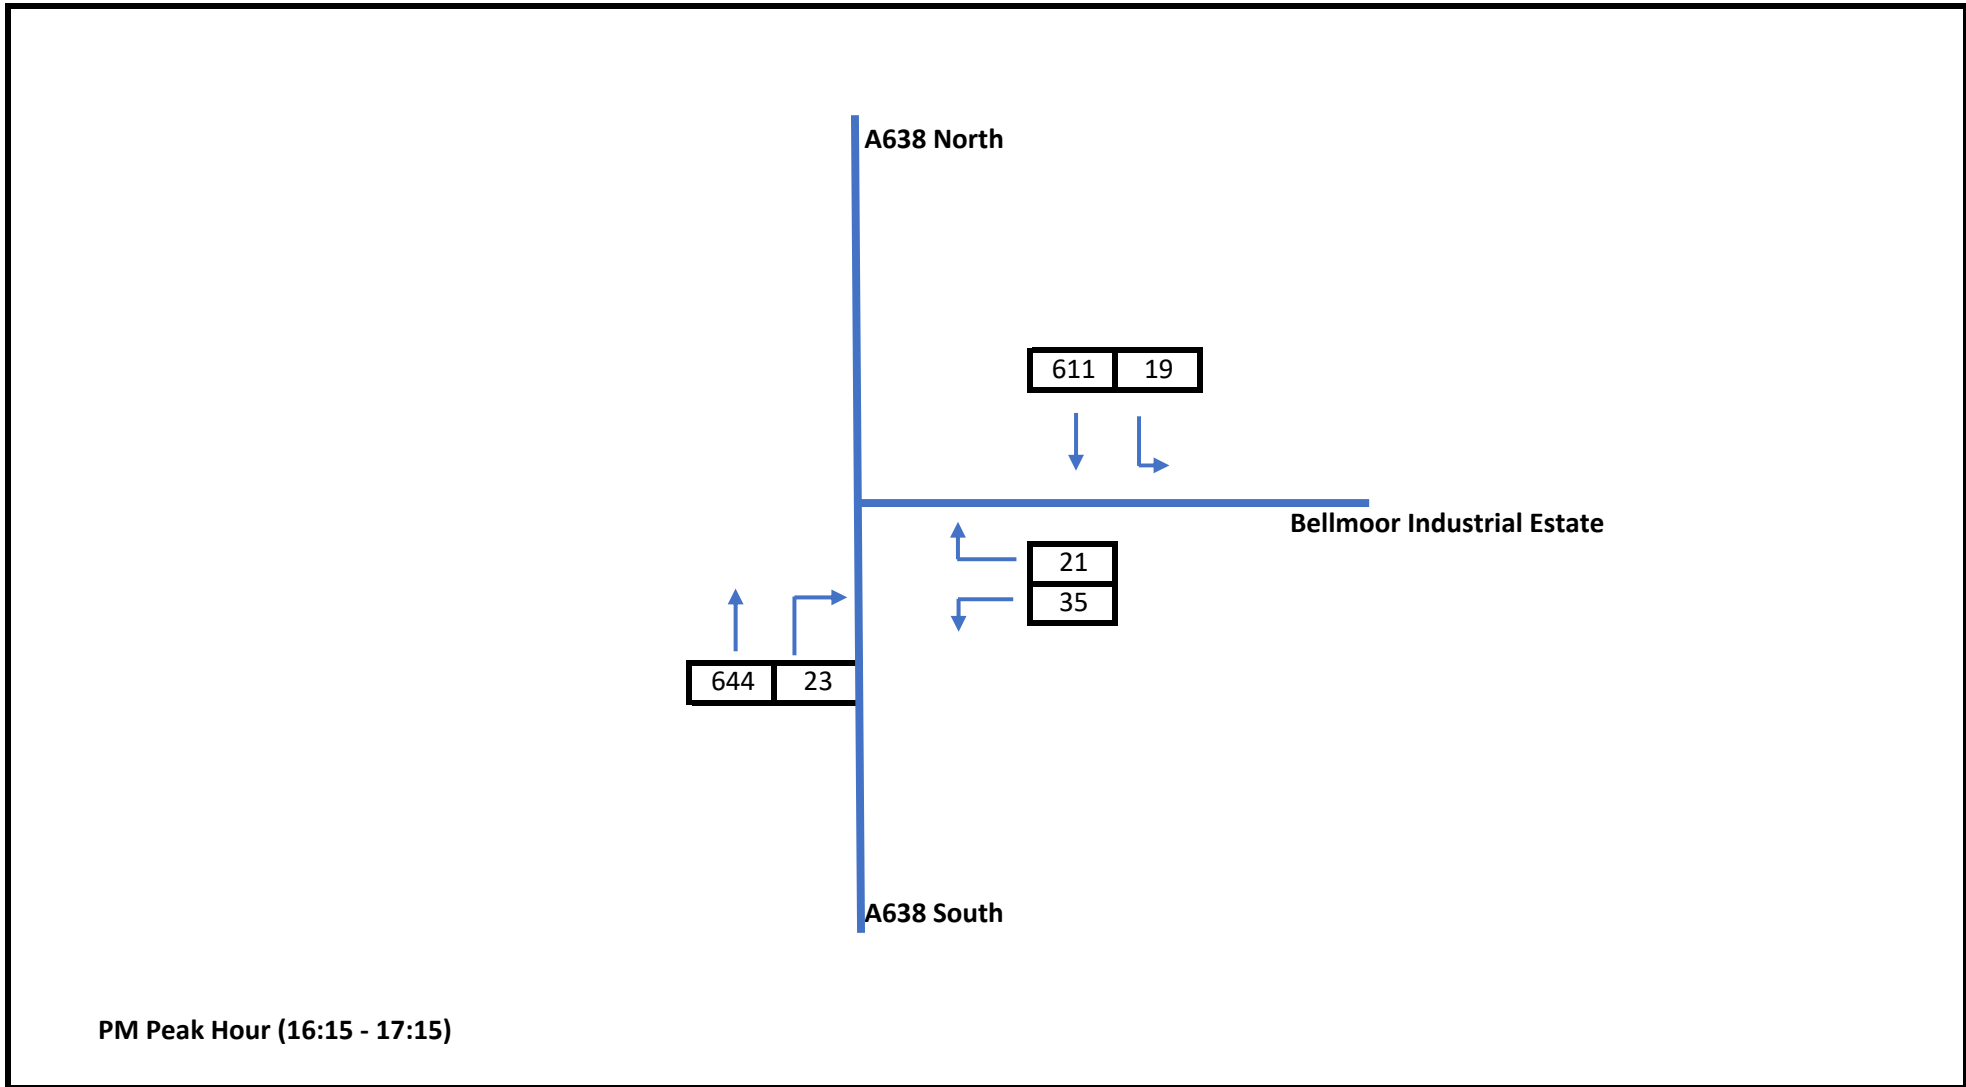 A638 North
611 19
Bellmoor Industrial Estate
21
35
644 23
A638 South
PM Peak Hour (16:15 - 17:15)